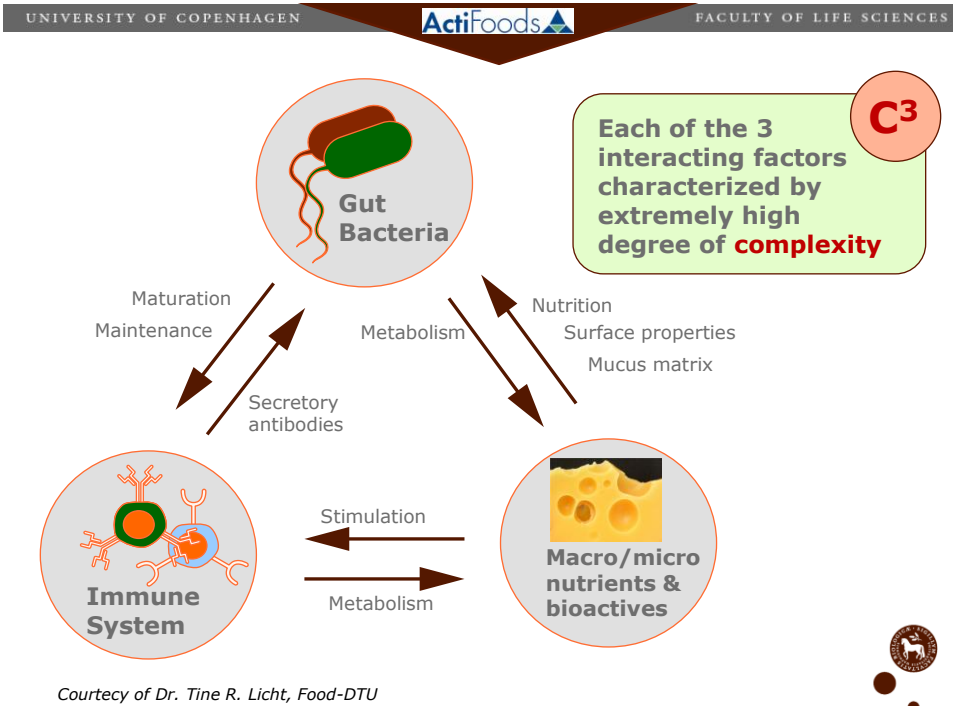 UNIVERSITY OF COPENHAGEN
ActiFoods
FACULTY OF LIFE SCIENCES
C³
Each of the 3
interacting factors
characterized by
extremely high
degree of complexity
Gut
Bacteria
Maturation
Maintenance
Secretory
antibodies
Metabolism
Nutrition
Surface properties
Mucus matrix
Immune
System
Stimulation
Metabolism
Macro/micro
nutrients &
bioactives
Courtecy of Dr. Tine R. Licht, Food-DTU